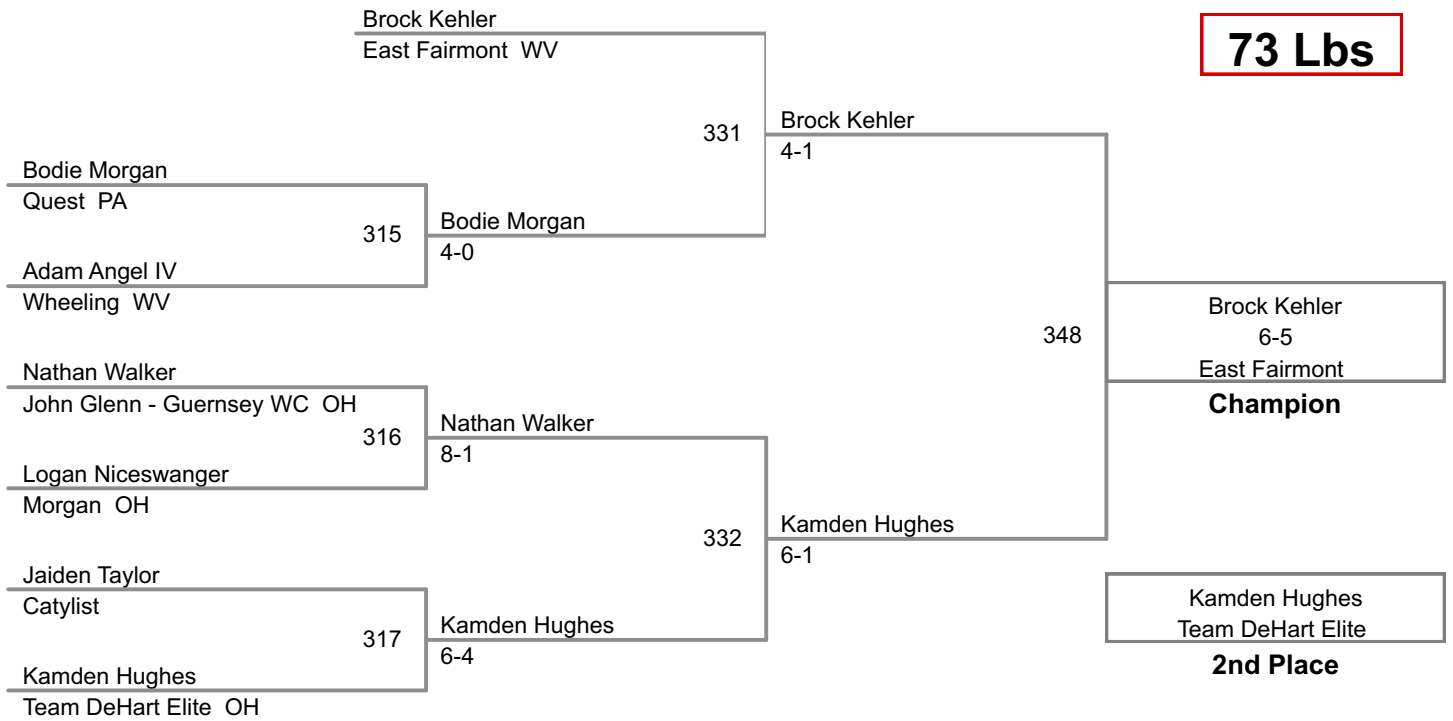 Brock Kehler
East Fairmont  WV
73 Lbs
331
Brock Kehler
4-1
Bodie Morgan
Quest  PA
315
Bodie Morgan
4-0
Adam Angel IV
Wheeling  WV
348
Brock Kehler
6-5
East Fairmont
Champion
Nathan Walker
John Glenn - Guernsey WC  OH
316
Nathan Walker
8-1
Logan Niceswanger
Morgan  OH
332
Kamden Hughes
6-1
Jaiden Taylor
Catylist
317
Kamden Hughes
6-4
Kamden Hughes
Team DeHart Elite  OH
Kamden Hughes
Team DeHart Elite
2nd Place